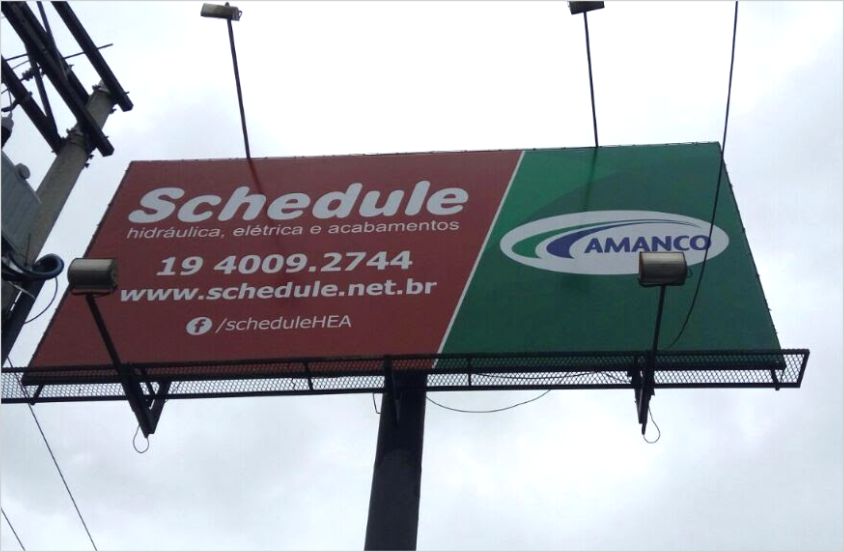 Schedule
hidráulica, elétrica e acabamentos
19 4009.2744
www.schedule.net.br
f /scheduleHEA
AMANCO